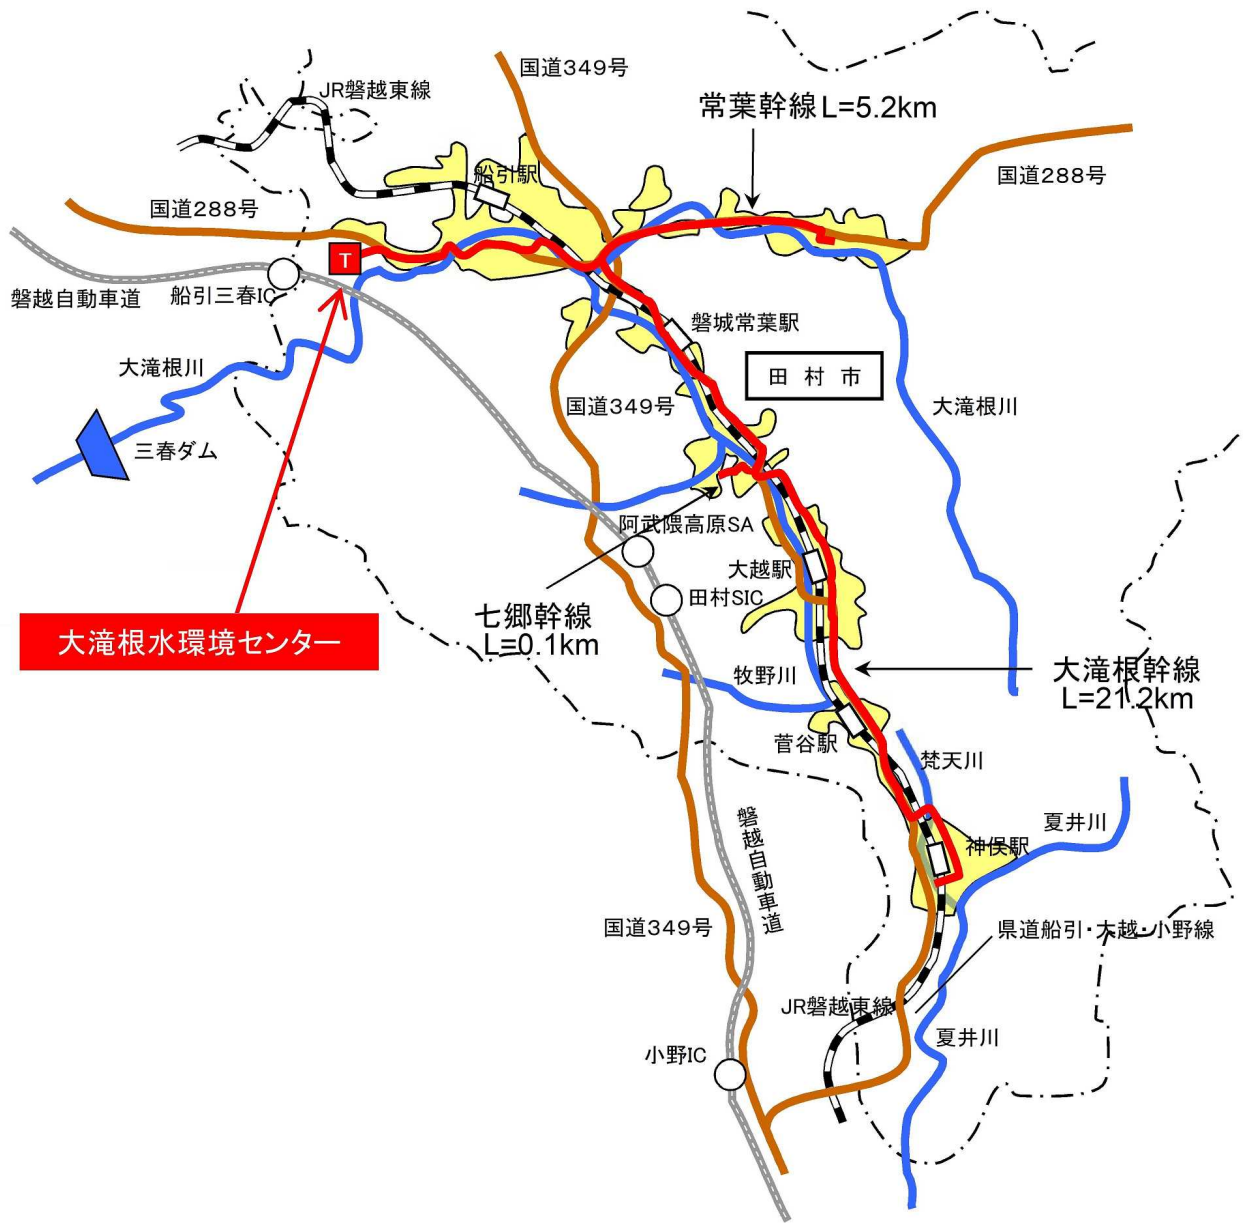 国道349号
JR磐越東線
常葉幹線L=5.2km
船引駅
国道288号
国道288号
T
船引三春IC
磐越自動車道
磐城常葉駅
田 村 市
大滝根川
国道349号
大滝根川
三春ダム
阿武隈高原SA
大越駅
田村SIC
七郷幹線
L=0.1km
大滝根水環境センター
牧野川
大滝根幹線
L=21.2km
菅谷駅
梵天川
夏井川
磐越自動車道
神俣駅
国道349号
県道船引・大越・小野線
JR磐越東線
夏井川
小野IC